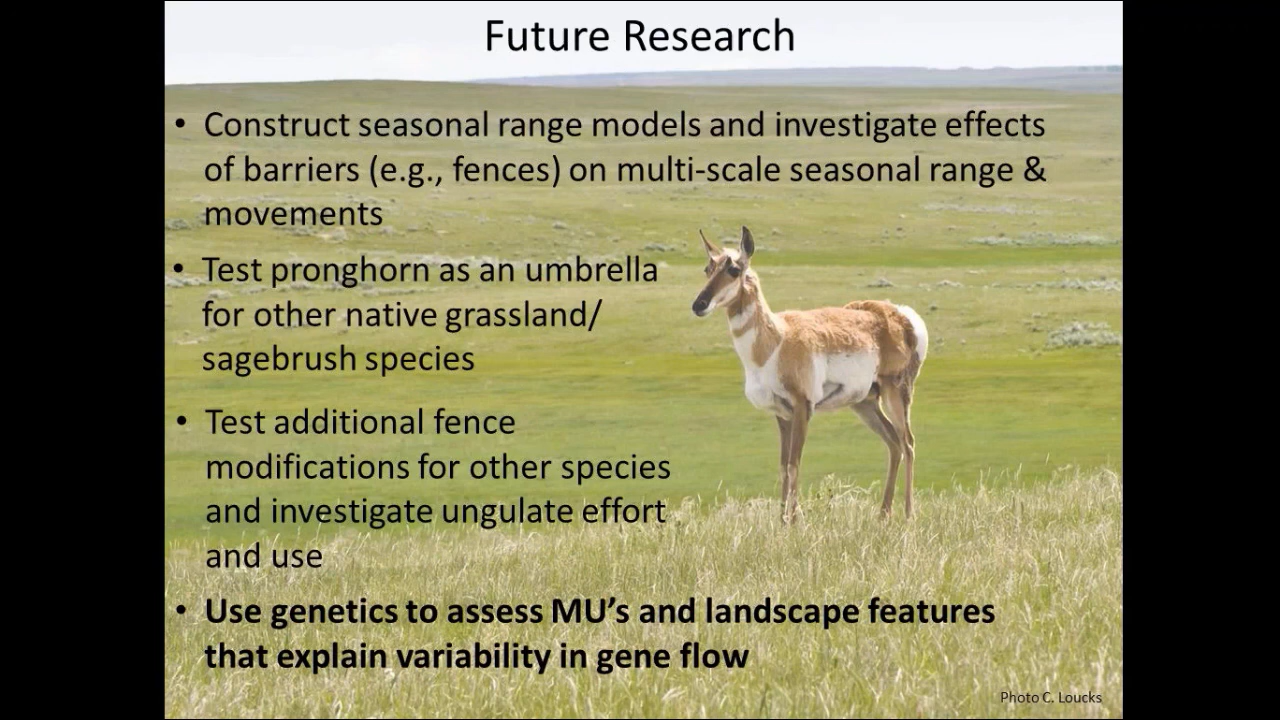 Future Research
• Construct seasonal range models and investigate effects
of barriers (e.g., fences) on multi-scale seasonal range &
movements
• Test pronghorn as an umbrella
for other native grassland/
sagebrush species
• Test additional fence
modifications for other species
and investigate ungulate effort
and use
• Use genetics to assess MU’s and landscape features
that explain variability in gene flow
Photo C. Loucks